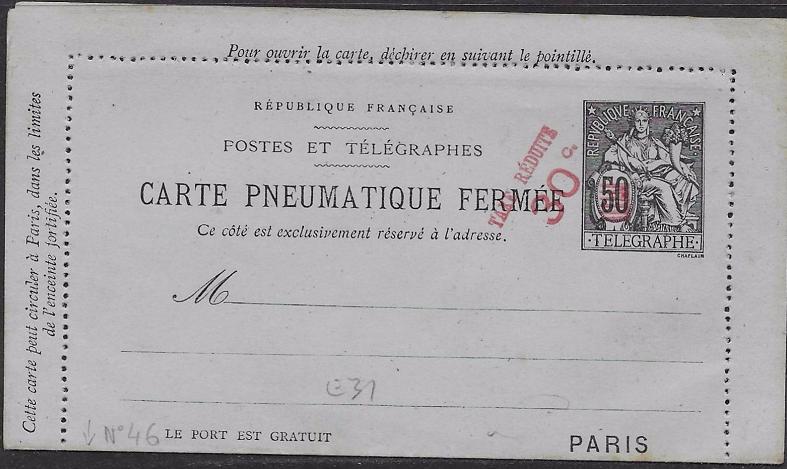 Pour ouvrir la carte, déchirer en suivant le pointillé.
Cette carte peut circuler à Paris, dans les limites
de l'enceinte fortifiée.
RÉPUBLIQUE FRANÇAISE
POSTES ET TÉLÉGRAPHES
CARTE PNEUMATIQUE FERMÉE
Ce côté est exclusivement réservé à l'adresse.
TAXE RÉDUITE
30 c.
REPVBLIQVE FRANÇAISE
50
TELEGRAPHE
CHAPLAIN
M
E31
N° 46
LE PORT EST GRATUIT
PARIS